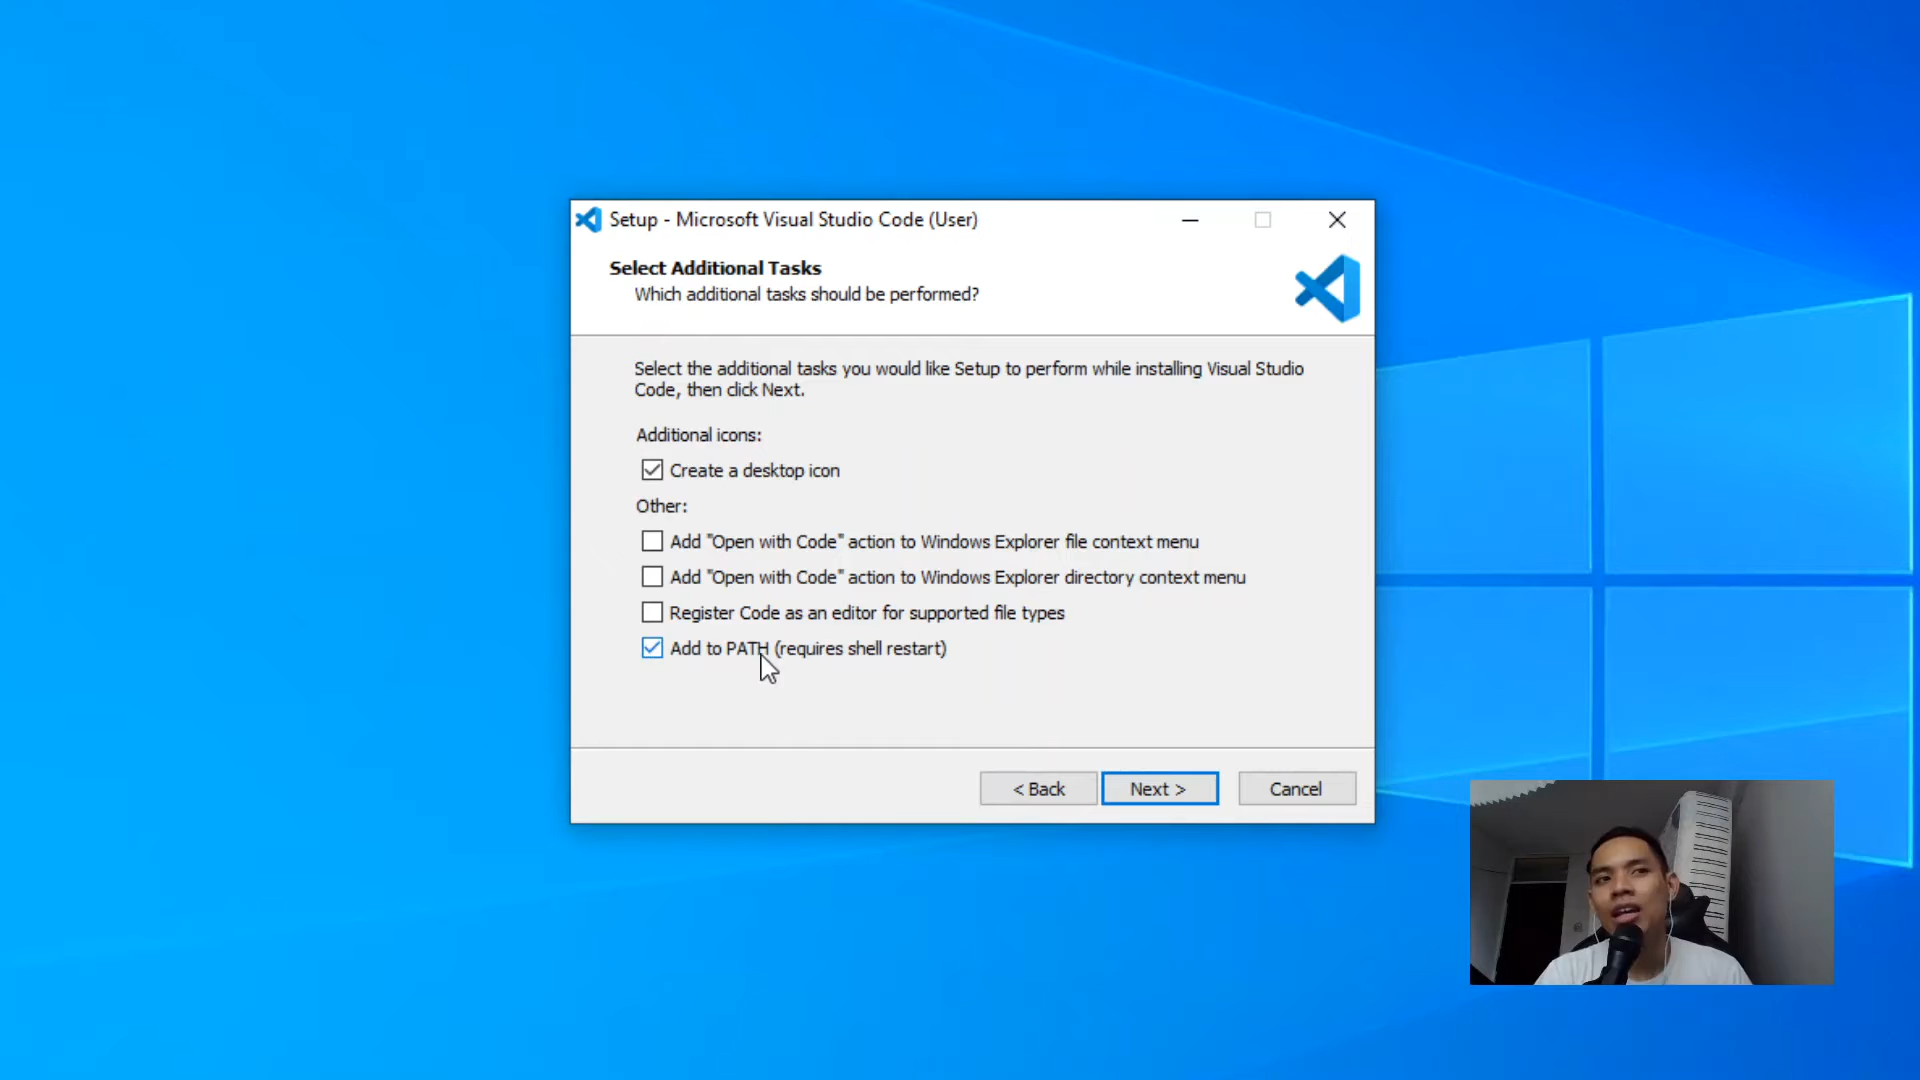 Setup - Microsoft Visual Studio Code (User)
Select Additional Tasks
Which additional tasks should be performed?
Select the additional tasks you would like Setup to perform while installing Visual Studio
Code, then click Next.
Additional icons:
Create a desktop icon
Other:
Add "Open with Code" action to Windows Explorer file context menu
Add "Open with Code" action to Windows Explorer directory context menu
Register Code as an editor for supported file types
Add to PATH (requires shell restart)
< Back Next > Cancel